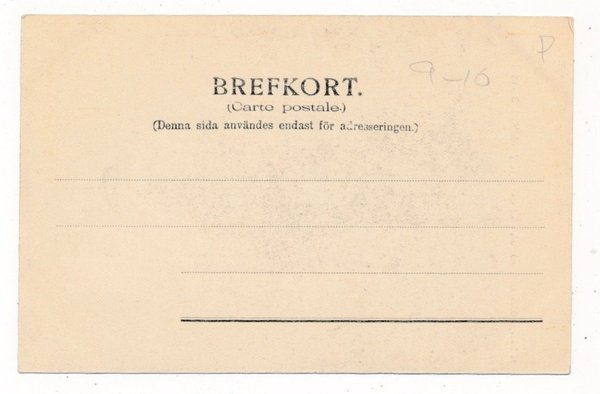 P
9-10
BREFKORT.
(Carte postale.)
(Denna sida användes endast för adresseringen.)